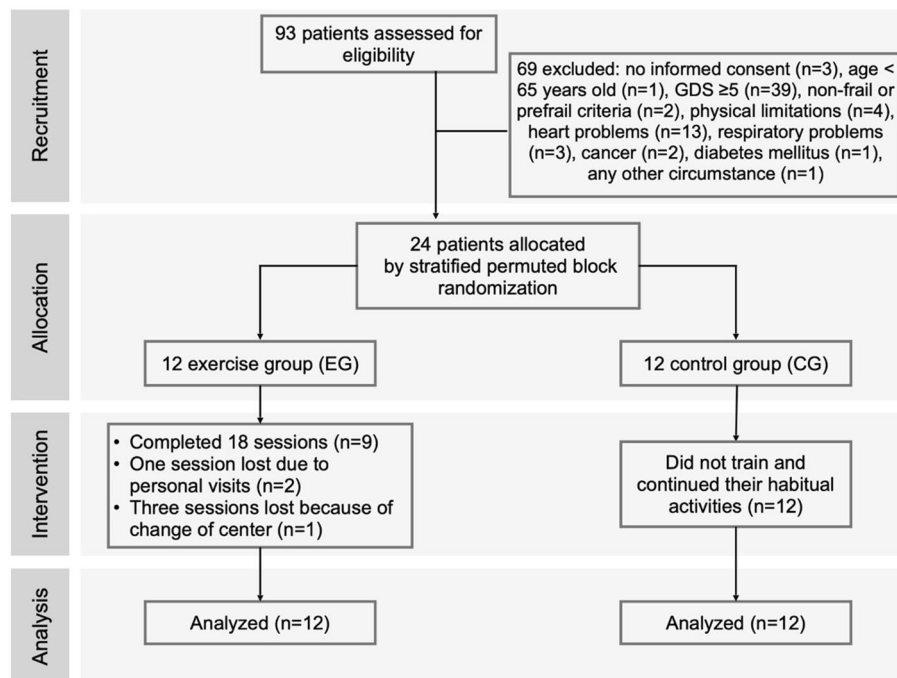 Recruitment
93 patients assessed for
eligibility
69 excluded: no informed consent (n=3), age <
65 years old (n=1), GDS ≥5 (n=39), non-frail or
prefrail criteria (n=2), physical limitations (n=4),
heart problems (n=13), respiratory problems
(n=3), cancer (n=2), diabetes mellitus (n=1),
any other circumstance (n=1)
Allocation
24 patients allocated
by stratified permuted block
randomization
12 exercise group (EG)
12 control group (CG)
Intervention
• Completed 18 sessions (n=9)
• One session lost due to
personal visits (n=2)
• Three sessions lost because of
change of center (n=1)
Did not train and
continued their habitual
activities (n=12)
Analysis
Analyzed (n=12)
Analyzed (n=12)